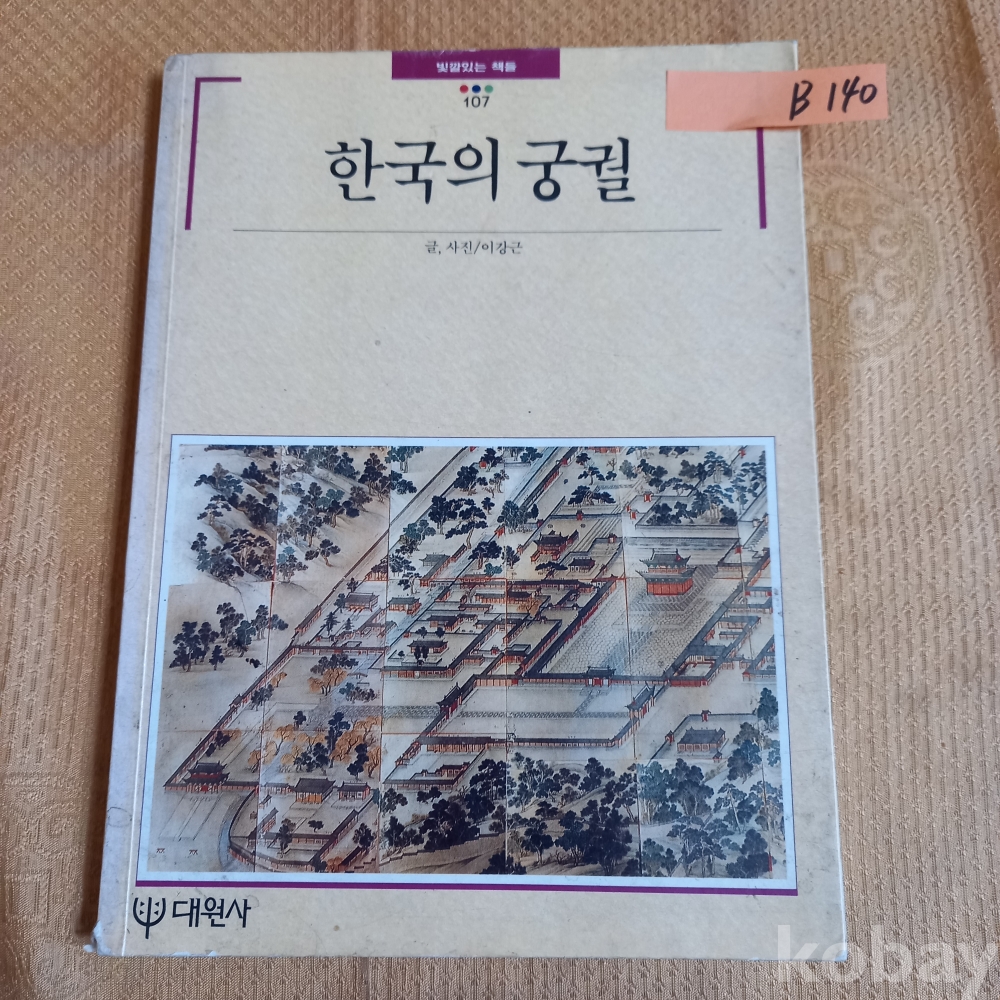 빛깔있는 책들
107
B 140
한국의 궁궐
글, 사진/이강근
대원사
kobay